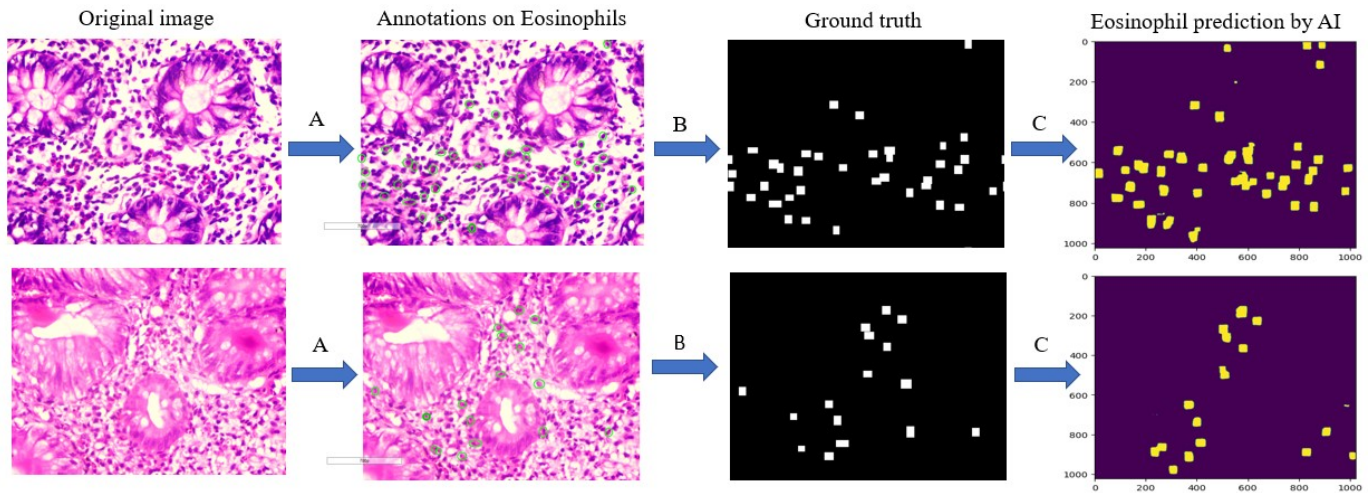 Original image
Annotations on Eosinophils
Ground truth
Eosinophil prediction by AI
A
B
C
0
200
400
600
800
1000
0 200 400 600 800 1000
A
B
C
0
200
400
600
800
1000
0 200 400 600 800 1000